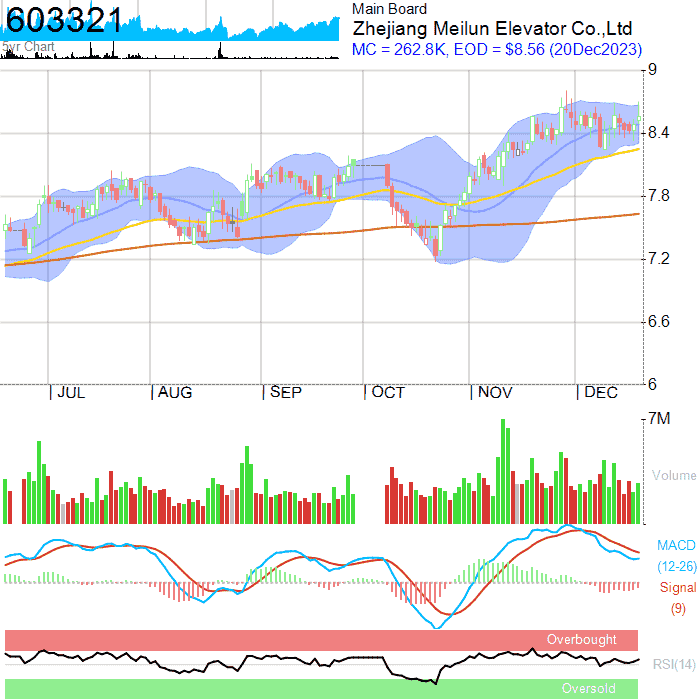 603321
5yr Chart
Main Board
Zhejiang Meilun Elevator Co.,Ltd
MC = 262.8K, EOD = $8.56 (20Dec2023)
9
8.4
7.8
7.2
6.6
6
JUL
AUG
SEP
OCT
NOV
DEC
7M
Volume
MACD
(12-26)
Signal
(9)
Overbought
RSI(14)
Oversold